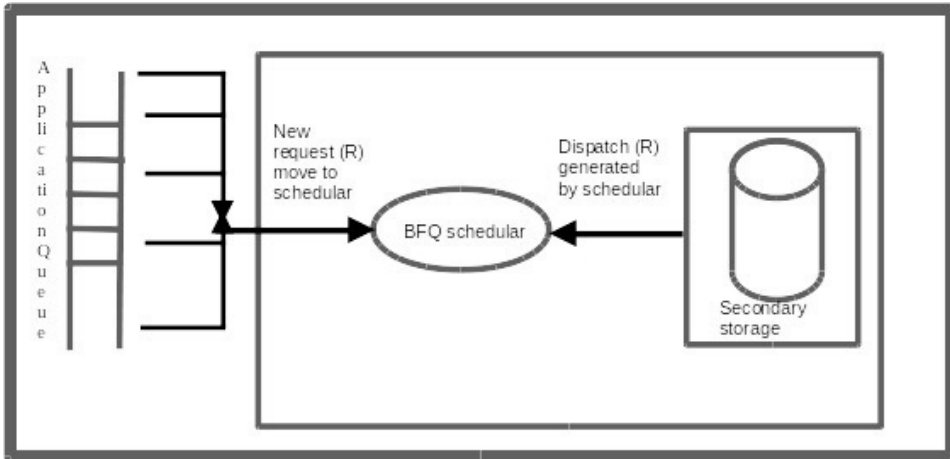 A
p
p
li
c
a
ti
o
n
Q
u
e
u
e
New
request (R)
move to
schedular
BFQ schedular
Dispatch (R)
generated
by schedular
Secondary
storage